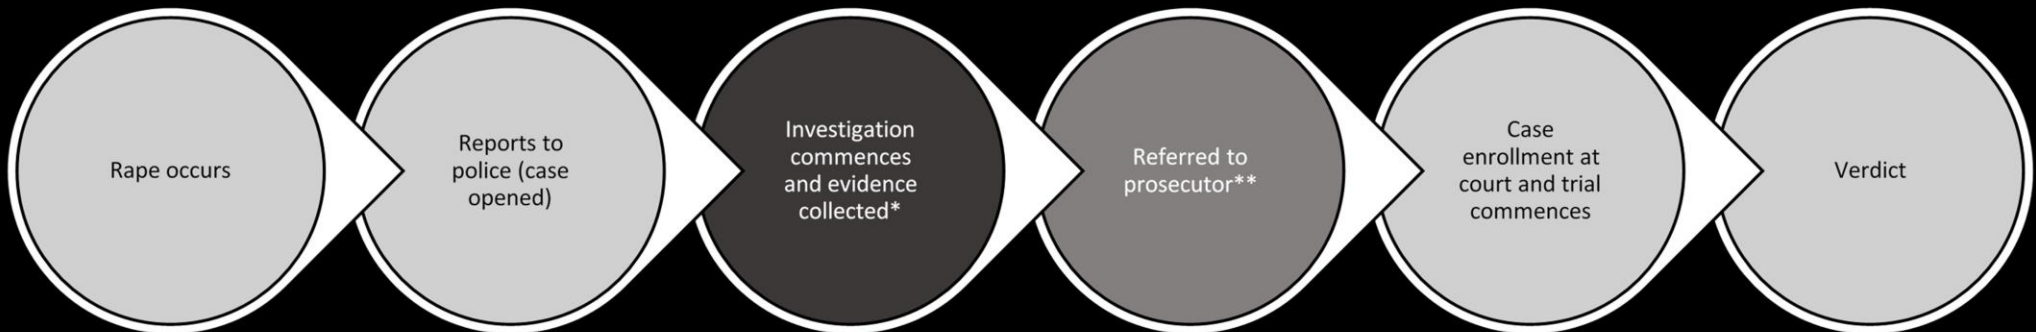 Rape occurs
Reports to
police (case
opened)
Investigation
commences
and evidence
collected*
Referred to
prosecutor**
Case
enrollment at
court and trial
commences
Verdict